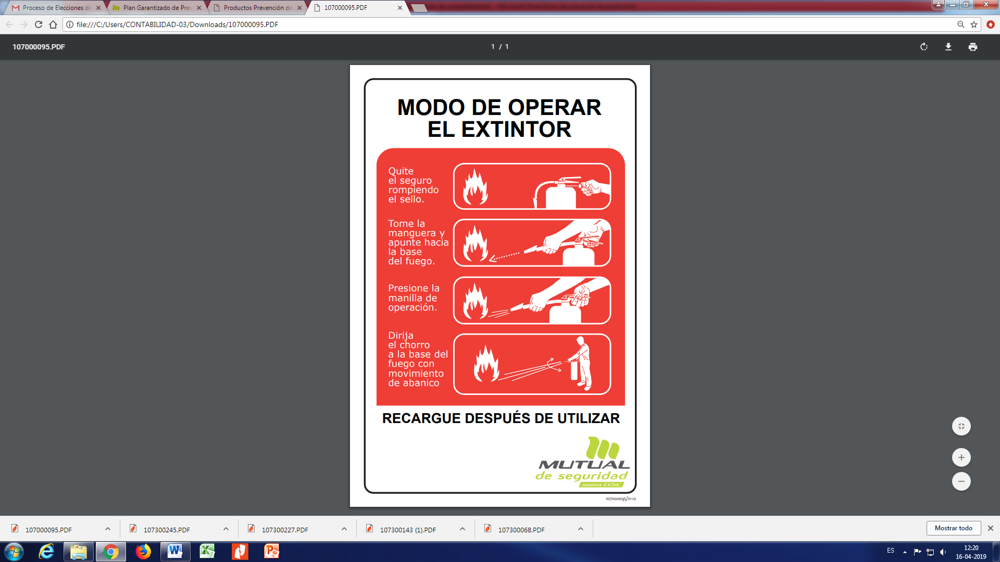 Proceso de Elecciones de
Plan Garantizado de Prev
Productos Prevención de
107000095.PDF
file:///C:/Users/CONTABILIDAD-03/Downloads/107000095.PDF
107000095.PDF
1 / 1
MODO DE OPERAR
EL EXTINTOR
Quite
el seguro
rompiendo
el sello.
Tome la
manguera y
apunte hacia
la base
del fuego.
Presione la
manilla de
operación.
Dirija
el chorro
a la base del
fuego con
movimiento
de abanico
RECARGUE DESPUÉS DE UTILIZAR
MUTUAL
de seguridad
somos CChC
107000095/11-12
107000095.PDF
107300245.PDF
107300227.PDF
107300143 (1).PDF
107300068.PDF
Mostrar todo
ES
12:20
16-04-2019